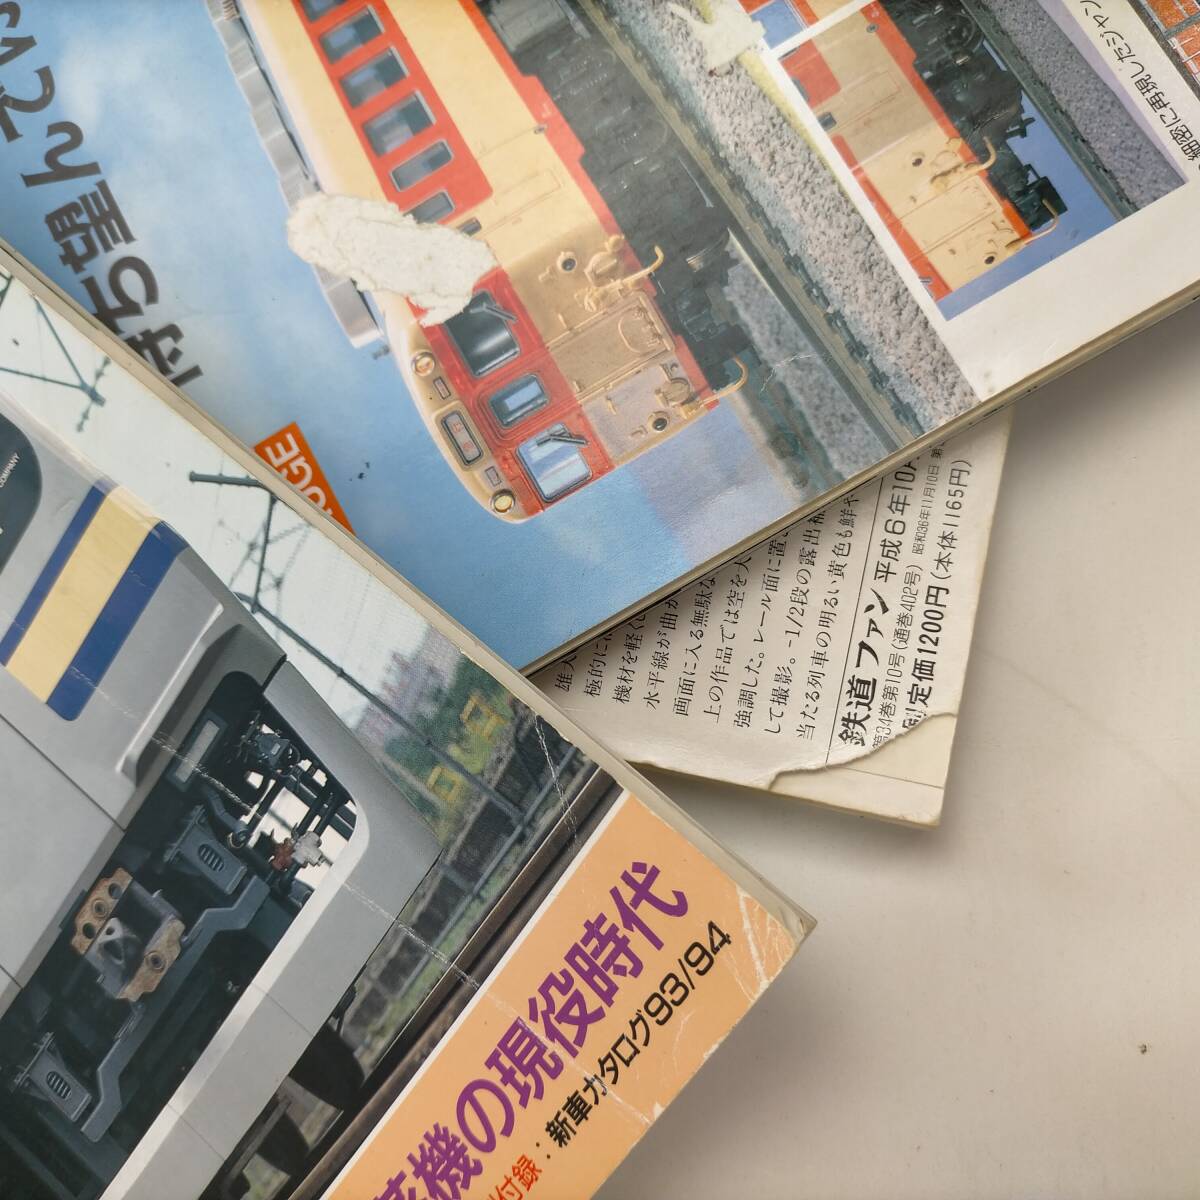 待ち望んでい
細密に再現したジャン
COMPANY
雄大
極的に
機材を軽く
水平線が曲が
画面に入る無駄な
上の作品では空を大
強調した。レール面に置い
して撮影。-1/2段の露出補
当たる列車の明るい黄色も鮮や
鉄道ファン 平成6年10月
第34巻第10号(通巻402号) 昭和36年11月10日 第
定価1200円(本体1165円)
機の現役時代
付録:新車カタログ93/94